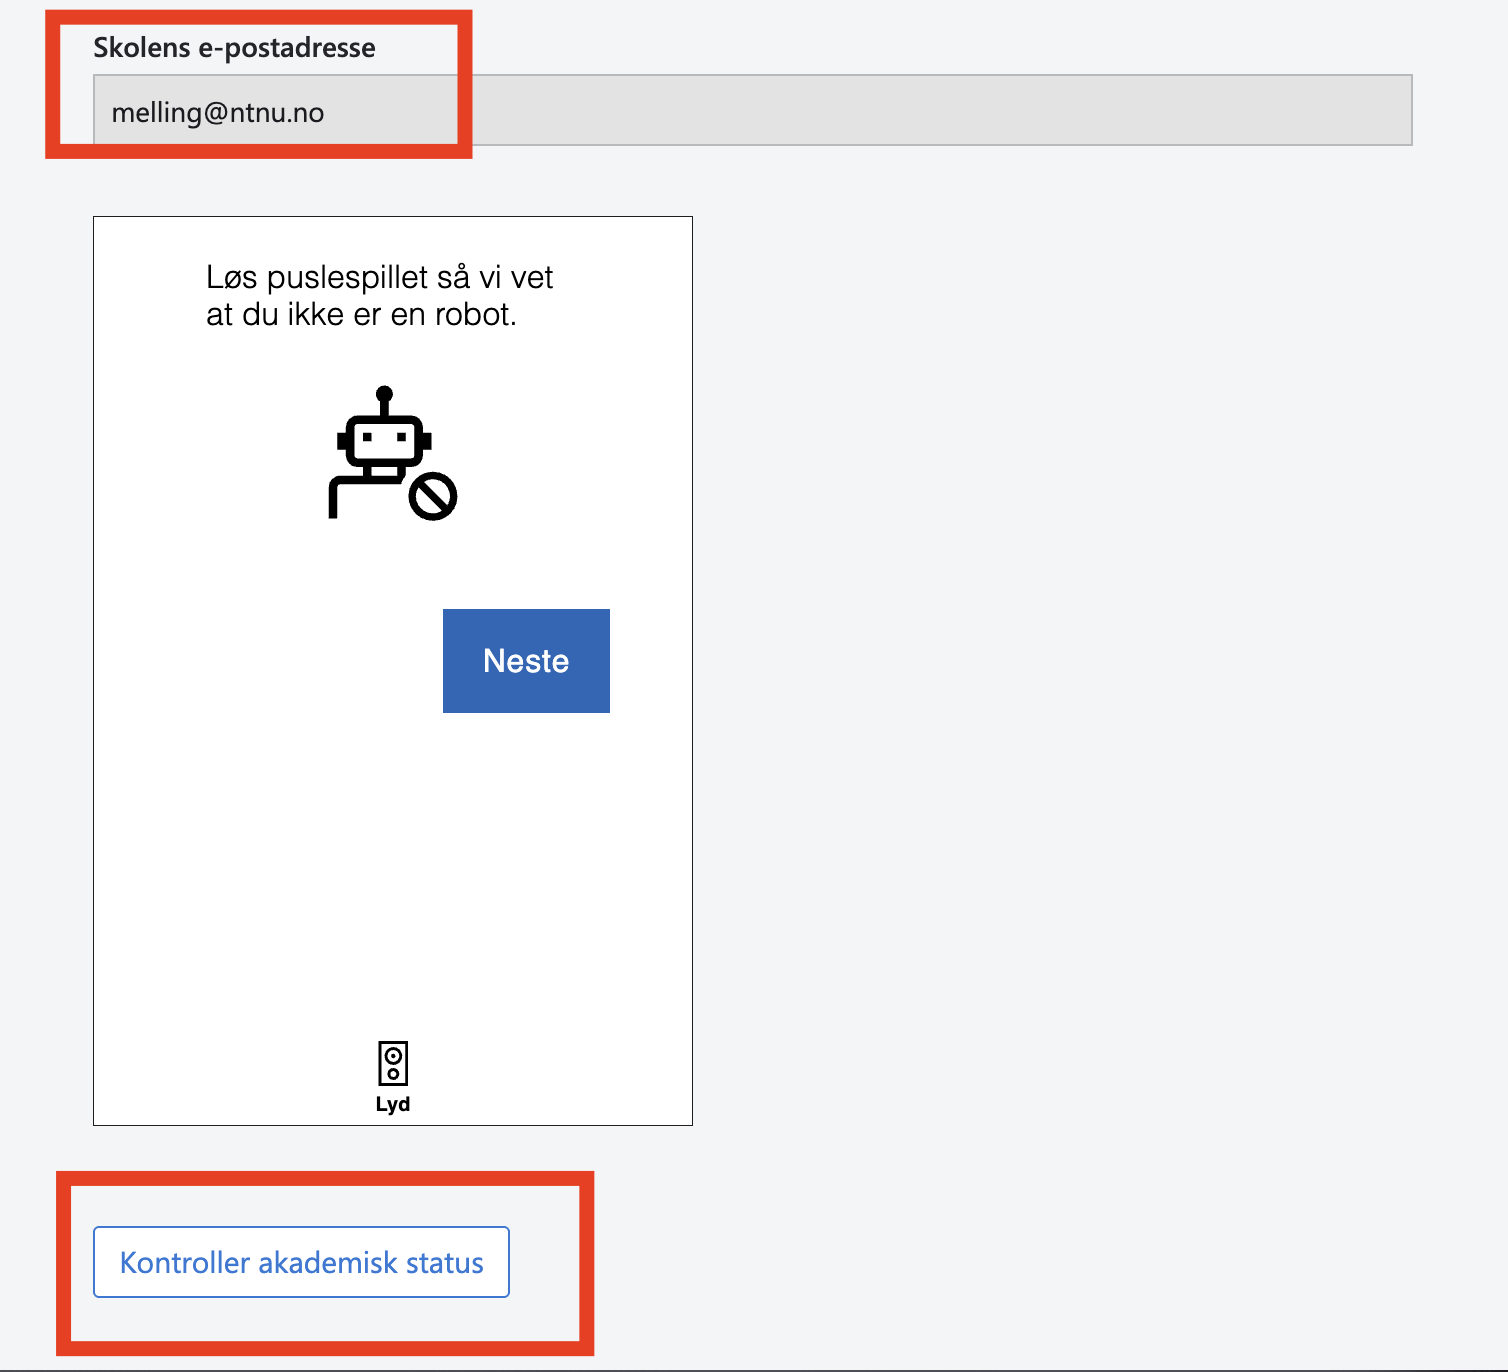 Skolens e-postadresse
melling@ntnu.no
Løs puslespillet så vi vet
at du ikke er en robot.
Neste
Lyd
Kontroller akademisk status